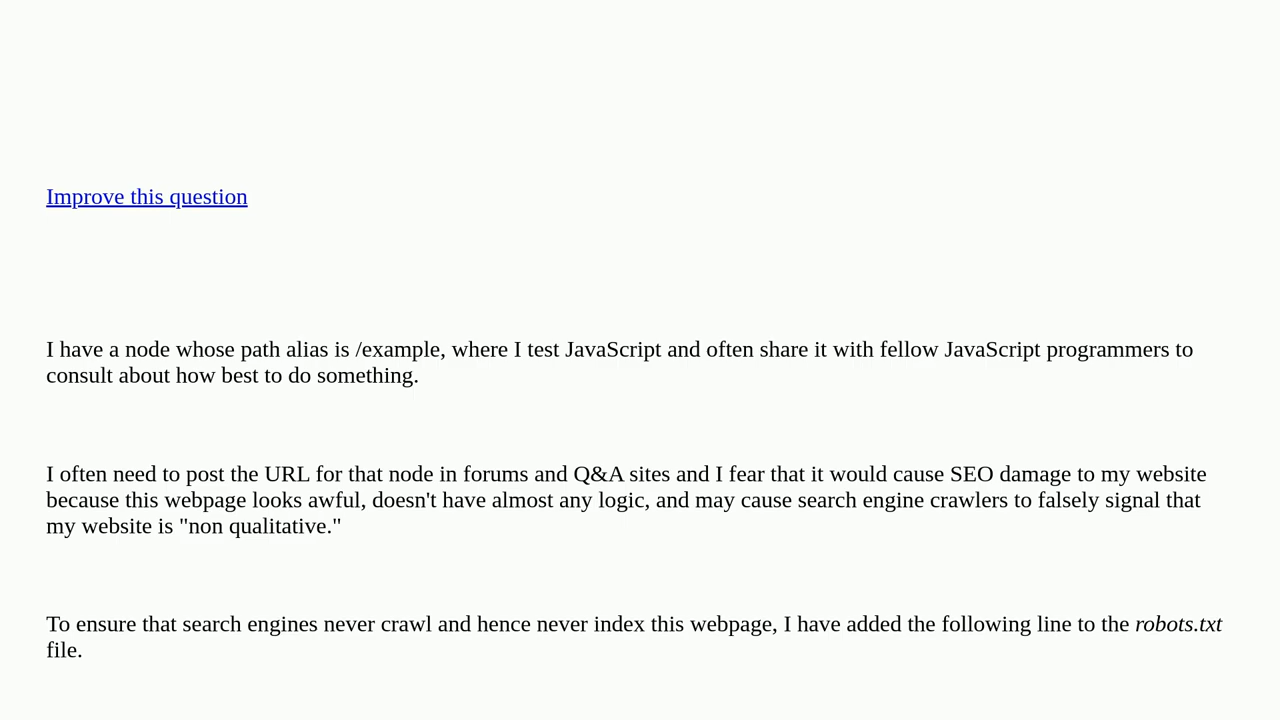 Improve this question
I have a node whose path alias is /example, where I test JavaScript and often share it with fellow JavaScript programmers to
consult about how best to do something.
I often need to post the URL for that node in forums and Q&A sites and I fear that it would cause SEO damage to my website
because this webpage looks awful, doesn't have almost any logic, and may cause search engine crawlers to falsely signal that
my website is "non qualitative."
To ensure that search engines never crawl and hence never index this webpage, I have added the following line to the robots.txt
file.